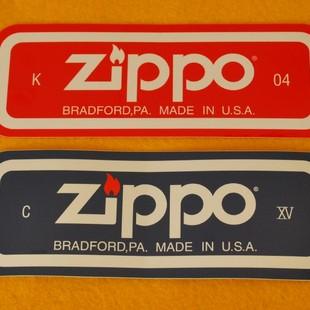 K zippo® 04
BRADFORD,PA. MADE IN U.S.A.
C zippo® XV
BRADFORD,PA. MADE IN U.S.A.